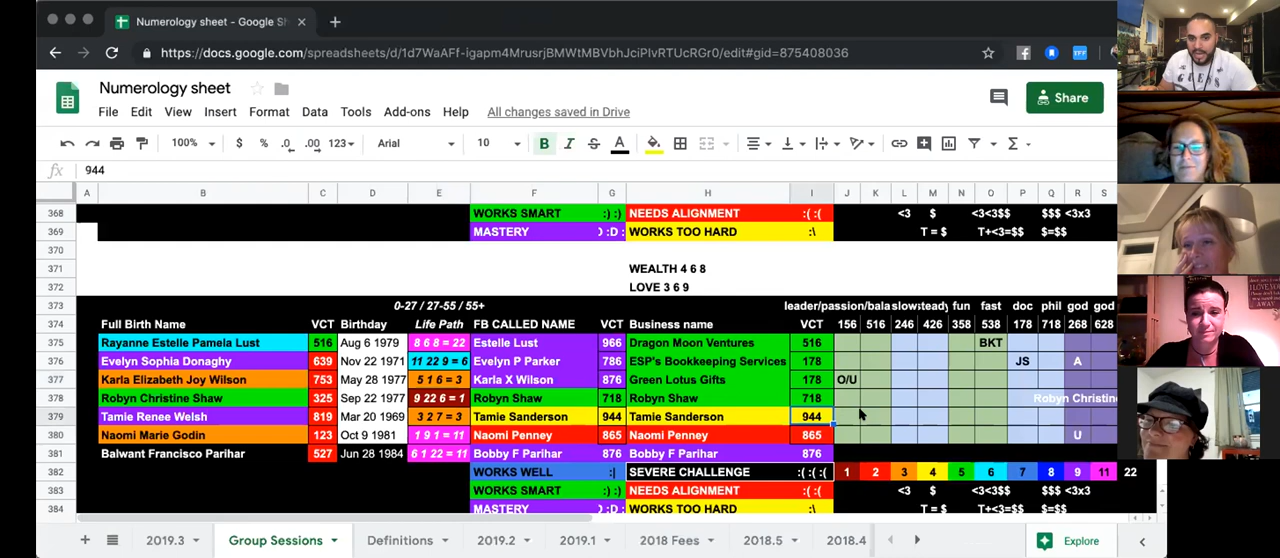 Numerology sheet - Google Sh
https://docs.google.com/spreadsheets/d/1d7WaAFf-igapm4MrusrjBMWtMBVbhJciPlvRTUcRGr0/edit#gid=875408036
Numerology sheet
File Edit View Insert Format Data Tools Add-ons Help All changes saved in Drive
Share
100% $ % .0 .00 123 Arial 10 B I S A
fx 944
A B C D E F G H I J K L M N O P Q R S
368 WORKS SMART :) :) NEEDS ALIGNMENT :( :( <3 $ <3<3$$ $$$ <3x3
369 MASTERY ) :D : WORKS TOO HARD :\ T = $ T+<3=$$ $=$$
370
371 WEALTH 4 6 8
372 LOVE 3 6 9
373 0-27 / 27-55 / 55+ leader/passion/bala slow steady fun fast doc phil god god
374 Full Birth Name VCT Birthday Life Path FB CALLED NAME VCT Business name VCT 156 516 246 426 358 538 178 718 268 628
375 Rayanne Estelle Pamela Lust 516 Aug 6 1979 8 6 8 = 22 Estelle Lust 966 Dragon Moon Ventures 516 BKT
376 Evelyn Sophia Donaghy 639 Nov 22 1971 11 22 9 = 6 Evelyn P Parker 786 ESP's Bookkeeping Services 178 JS A
377 Karla Elizabeth Joy Wilson 753 May 28 1977 5 1 6 = 3 Karla X Wilson 876 Green Lotus Gifts 178 O/U
378 Robyn Christine Shaw 325 Sep 22 1977 9 22 6 = 1 Robyn Shaw 718 Robyn Shaw 718 Robyn Christine
379 Tamie Renee Welsh 819 Mar 20 1969 3 2 7 = 3 Tamie Sanderson 944 Tamie Sanderson 944
380 Naomi Marie Godin 123 Oct 9 1981 1 9 1 = 11 Naomi Penney 865 Naomi Penney 865 U
381 Balwant Francisco Parihar 527 Jun 28 1984 6 1 22 = 11 Bobby F Parihar 876 Bobby F Parihar 876
382 WORKS WELL :| SEVERE CHALLENGE :( :( :( 1 2 3 4 5 6 7 8 9 11 22
383 WORKS SMART :) :) NEEDS ALIGNMENT :( :( <3 $ <3<3$$ $$$ <3x3
384 MASTERY ) :D : WORKS TOO HARD :\ T = $ T+<3=$$ $=$$
2019.3 Group Sessions Definitions 2019.2 2019.1 2018 Fees 2018.5 2018.4 Explore